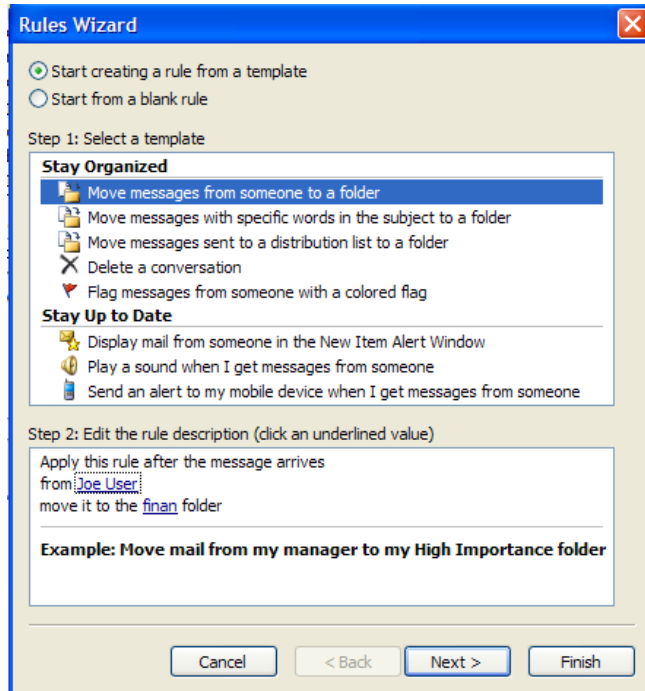 Rules Wizard
Start creating a rule from a template
Start from a blank rule
Step 1: Select a template
Stay Organized
Move messages from someone to a folder
Move messages with specific words in the subject to a folder
Move messages sent to a distribution list to a folder
Delete a conversation
Flag messages from someone with a colored flag
Stay Up to Date
Display mail from someone in the New Item Alert Window
Play a sound when I get messages from someone
Send an alert to my mobile device when I get messages from someone
Step 2: Edit the rule description (click an underlined value)
Apply this rule after the message arrives
from Joe User
move it to the finan folder
Example: Move mail from my manager to my High Importance folder
Cancel < Back Next > Finish